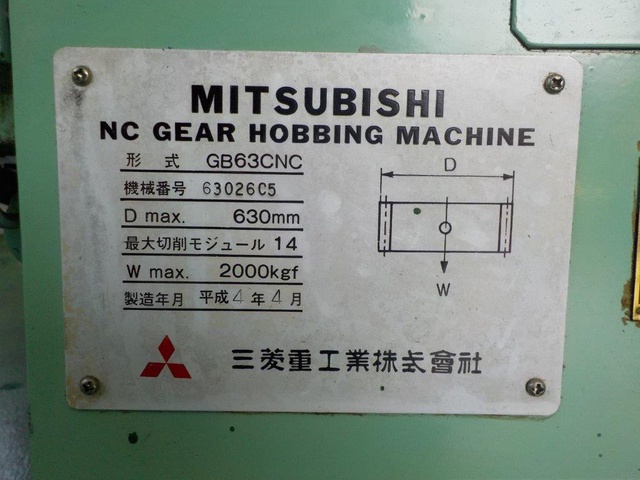 MITSUBISHI
NC GEAR HOBBING MACHINE
形 式 GB63CNC
機械番号 63026C5
D max. 630mm
最大切削モジュール 14
W max. 2000kgf
製造年月 平成 4 年 4 月
D
W
三菱重工業株式會社